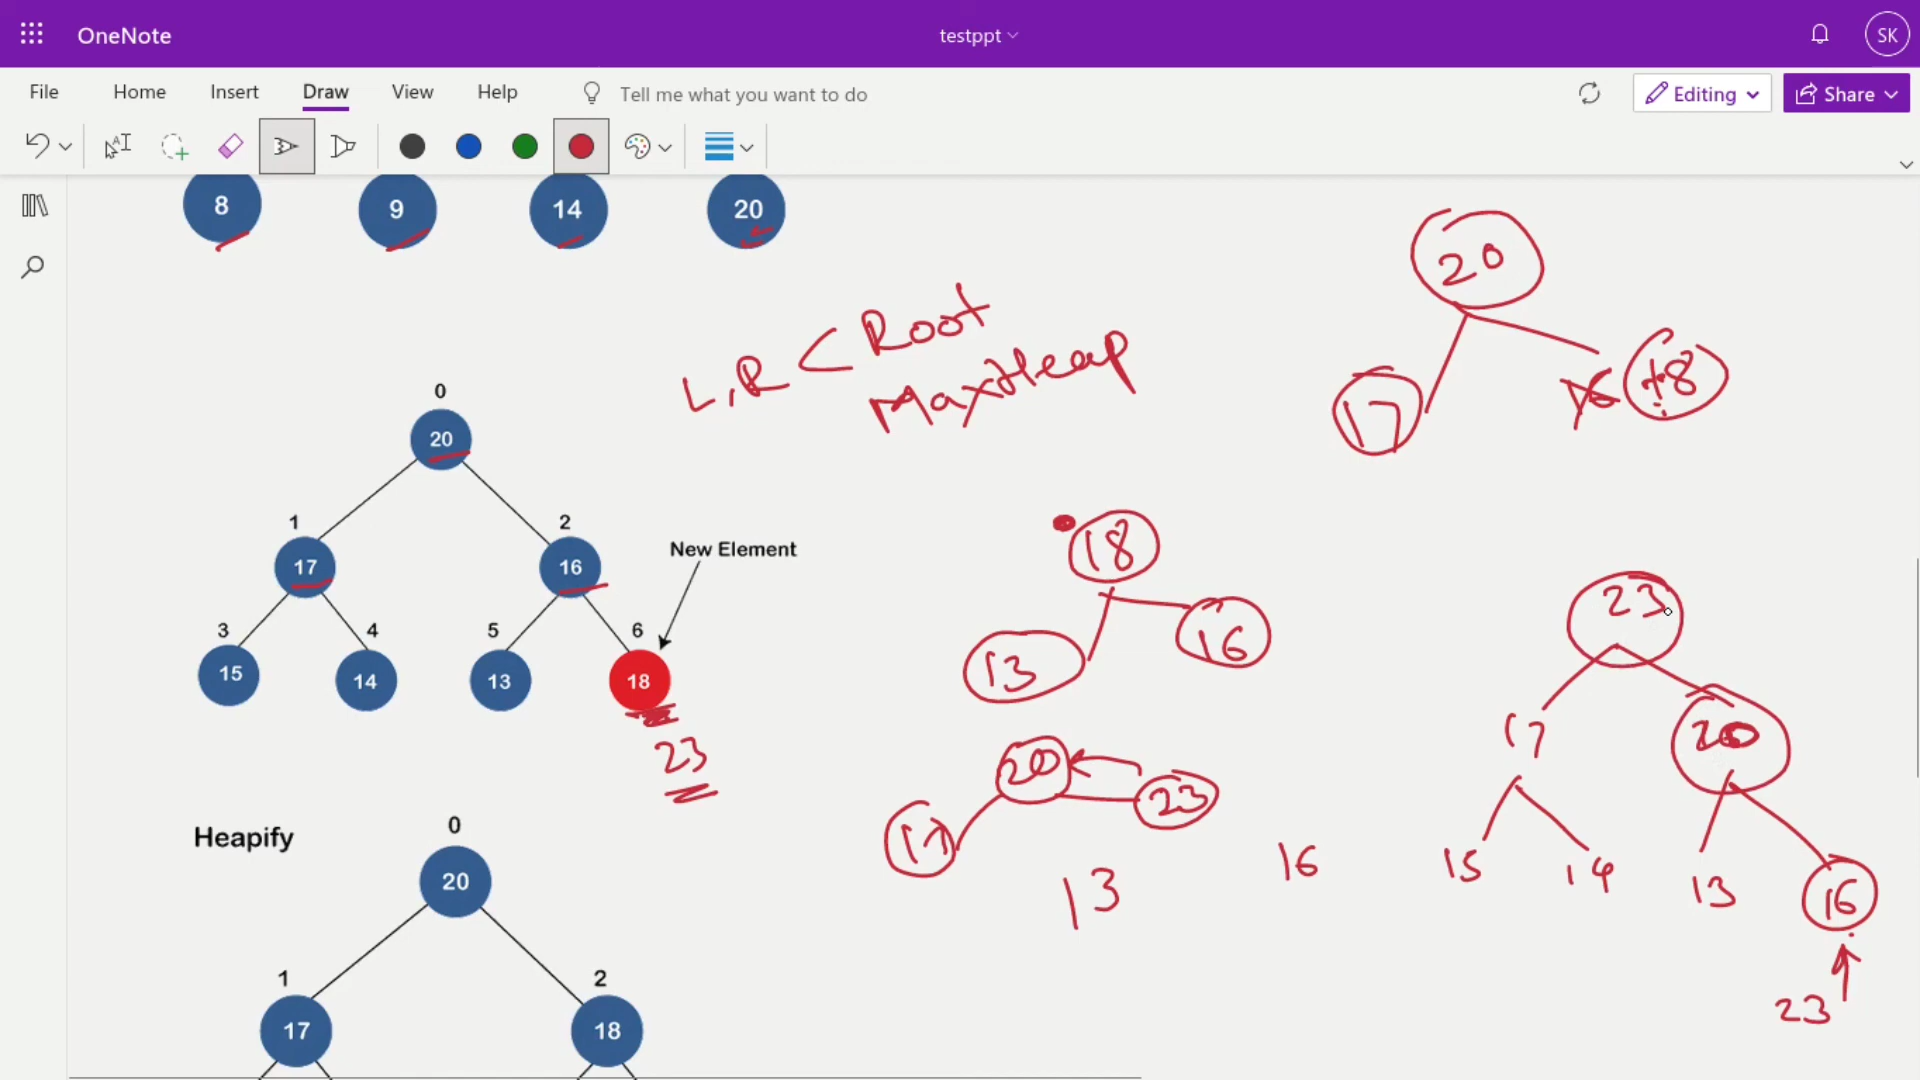 OneNote
testppt
SK
File Home Insert Draw View Help Tell me what you want to do
Editing Share
8 9 14 20
L,R < Root
MaxHeap
20
17 18
0
20
1 2
17 16
New Element
3 4 5 6
15 14 13 18
23
18
13 16
20
17 23
13 16
23
17 20
15 14 13 16
23
Heapify
0
20
1 2
17 18